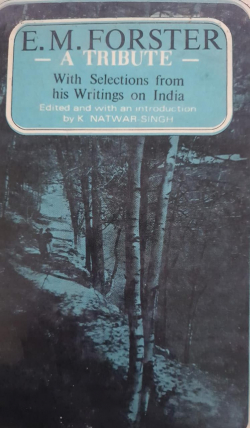 E. M. FORSTER
— A TRIBUTE —
With Selections from
his Writings on India
Edited and with an introduction
by K NATWAR-SINGH